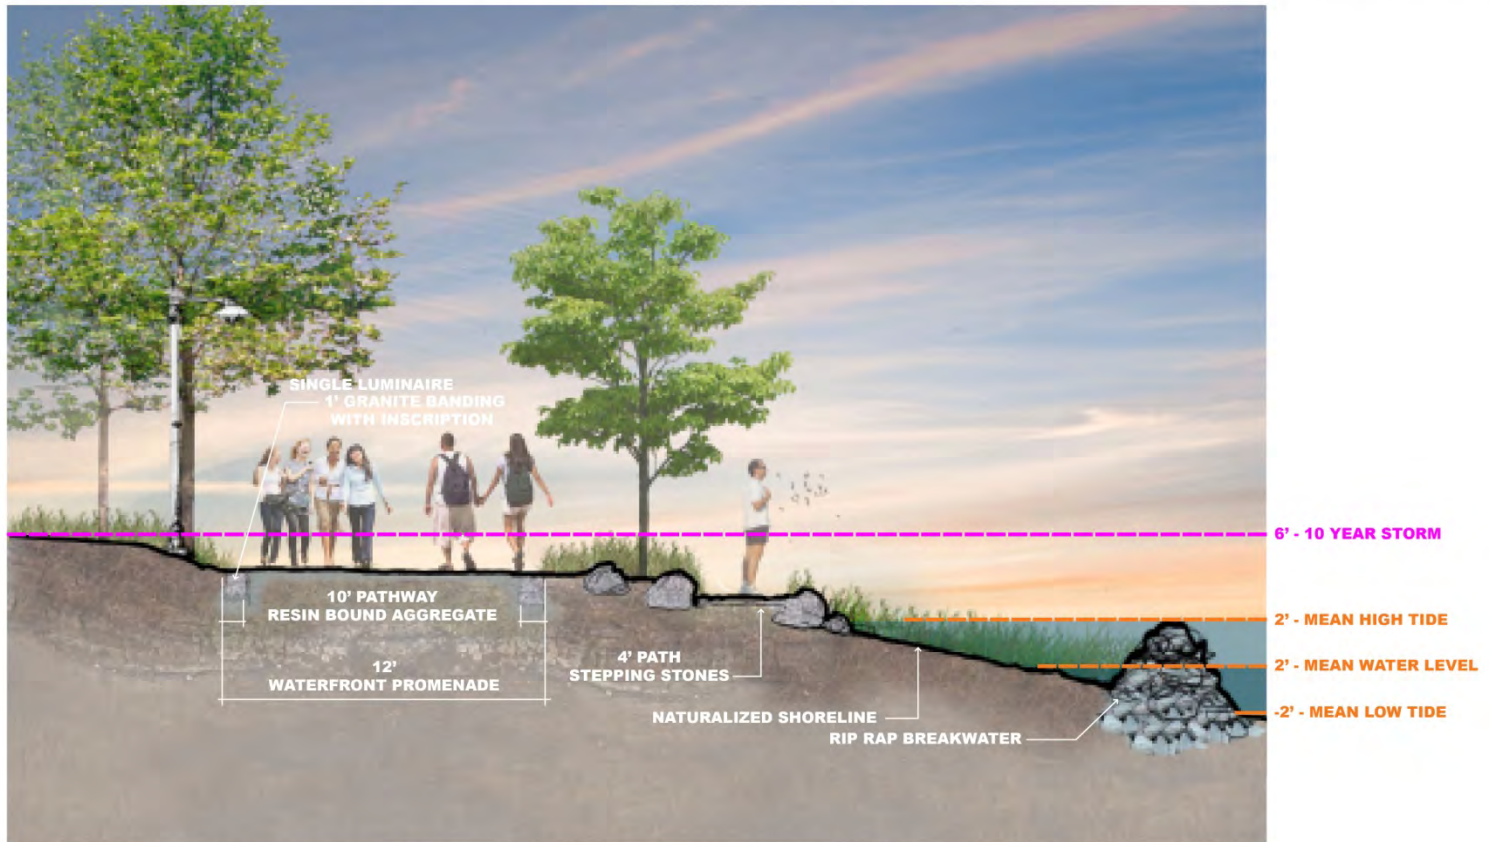 SINGLE LUMINAIRE
1' GRANITE BANDING
WITH INSCRIPTION
6' - 10 YEAR STORM
10' PATHWAY
RESIN BOUND AGGREGATE
2' - MEAN HIGH TIDE
12'
WATERFRONT PROMENADE
4' PATH
STEPPING STONES
2' - MEAN WATER LEVEL
NATURALIZED SHORELINE
-2' - MEAN LOW TIDE
RIP RAP BREAKWATER